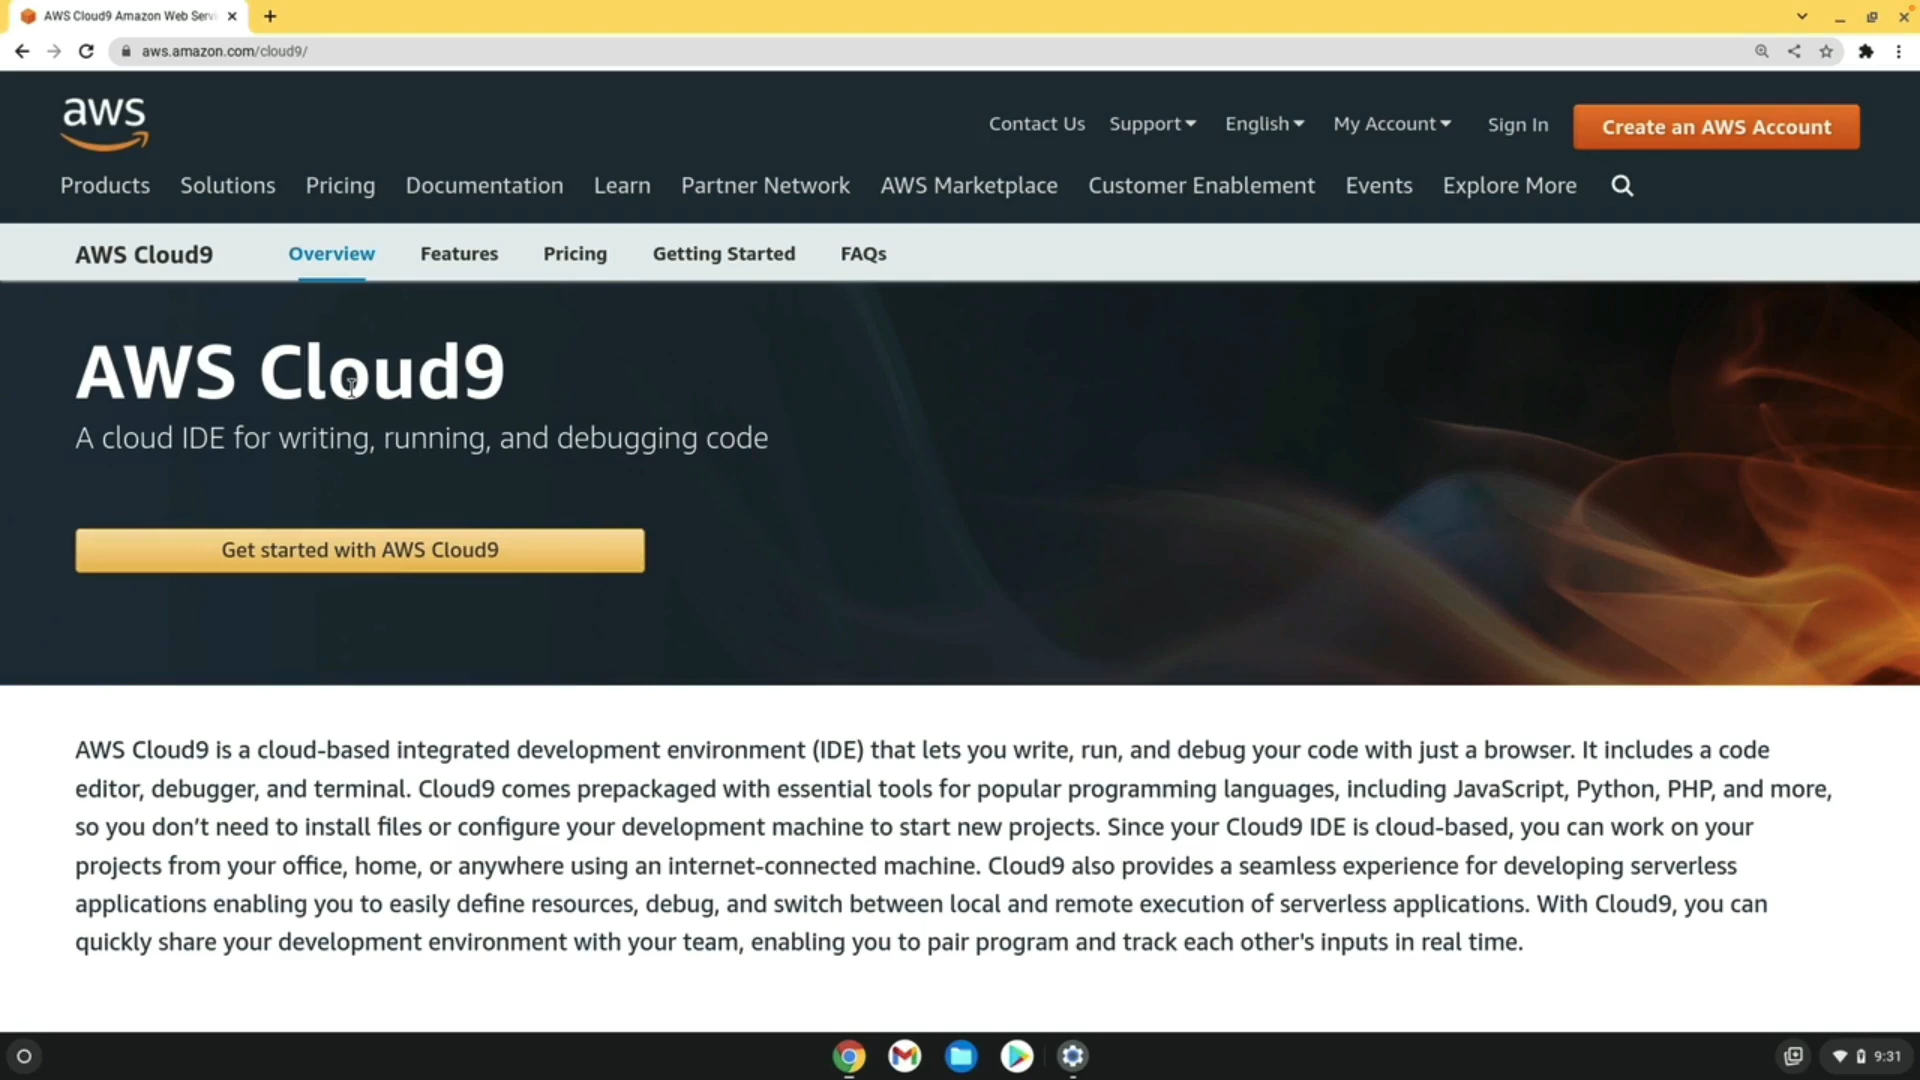 AWS Cloud9 Amazon Web Serv
aws.amazon.com/cloud9/
aws
Contact Us Support English My Account Sign In Create an AWS Account
Products Solutions Pricing Documentation Learn Partner Network AWS Marketplace Customer Enablement Events Explore More
AWS Cloud9 Overview Features Pricing Getting Started FAQs
AWS Cloud9
A cloud IDE for writing, running, and debugging code
Get started with AWS Cloud9
AWS Cloud9 is a cloud-based integrated development environment (IDE) that lets you write, run, and debug your code with just a browser. It includes a code
editor, debugger, and terminal. Cloud9 comes prepackaged with essential tools for popular programming languages, including JavaScript, Python, PHP, and more,
so you don’t need to install files or configure your development machine to start new projects. Since your Cloud9 IDE is cloud-based, you can work on your
projects from your office, home, or anywhere using an internet-connected machine. Cloud9 also provides a seamless experience for developing serverless
applications enabling you to easily define resources, debug, and switch between local and remote execution of serverless applications. With Cloud9, you can
quickly share your development environment with your team, enabling you to pair program and track each other's inputs in real time.
9:31